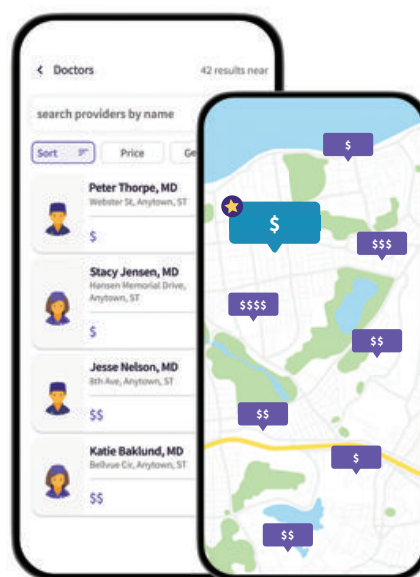 Doctors
42 results near
search providers by name
Sort
Price
Ge
Peter Thorpe, MD
Webster St, Anytown, ST
$
Stacy Jensen, MD
Hansen Memorial Drive,
Anytown, ST
$
Jesse Nelson, MD
8th Ave, Anytown, ST
$$
Katie Baklund, MD
Bellvue Cir, Anytown, ST
$$
$
$
$$$
$$$$
$$
$$
$
$$